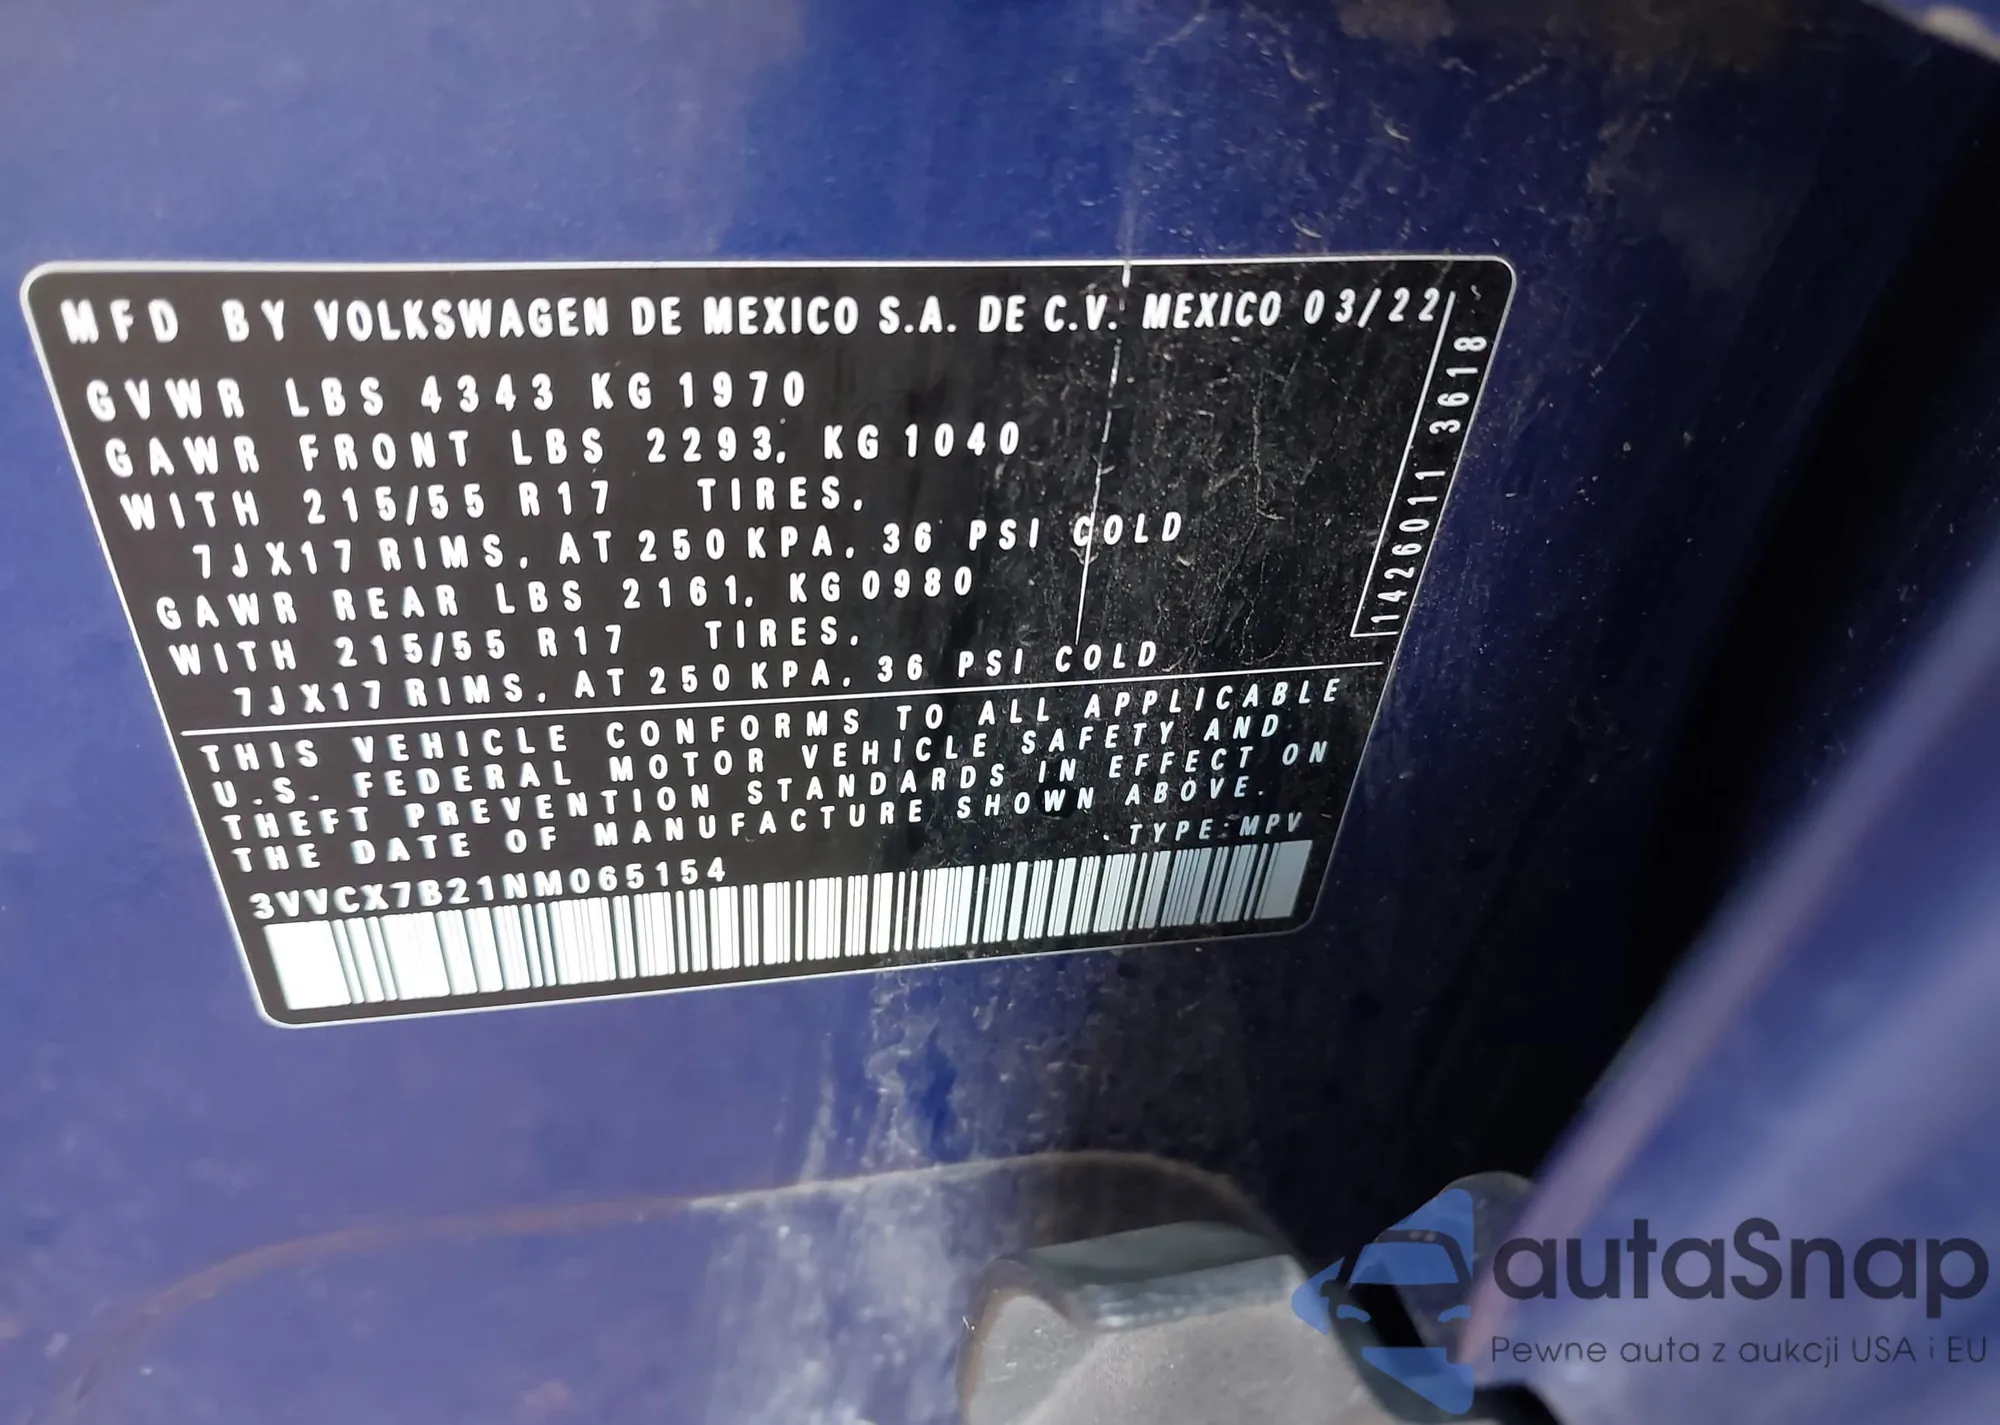 MFD BY VOLKSWAGEN DE MEXICO S.A. DE C.V. MEXICO 03/22
GVWR LBS 4343 KG 1970
GAWR FRONT LBS 2293, KG 1040
WITH 215/55 R17 TIRES,
7JX17 RIMS, AT 250 KPA, 36 PSI COLD
GAWR REAR LBS 2161, KG 0980
WITH 215/55 R17 TIRES,
7JX17 RIMS, AT 250 KPA, 36 PSI COLD
1426011 3618
THIS VEHICLE CONFORMS TO ALL APPLICABLE
U.S. FEDERAL MOTOR VEHICLE SAFETY AND
THEFT PREVENTION STANDARDS IN EFFECT ON
THE DATE OF MANUFACTURE SHOWN ABOVE.
3VVCX7B21NM065154 TYPE: MPV
autaSnap
Pewne auta z aukcji USA i EU